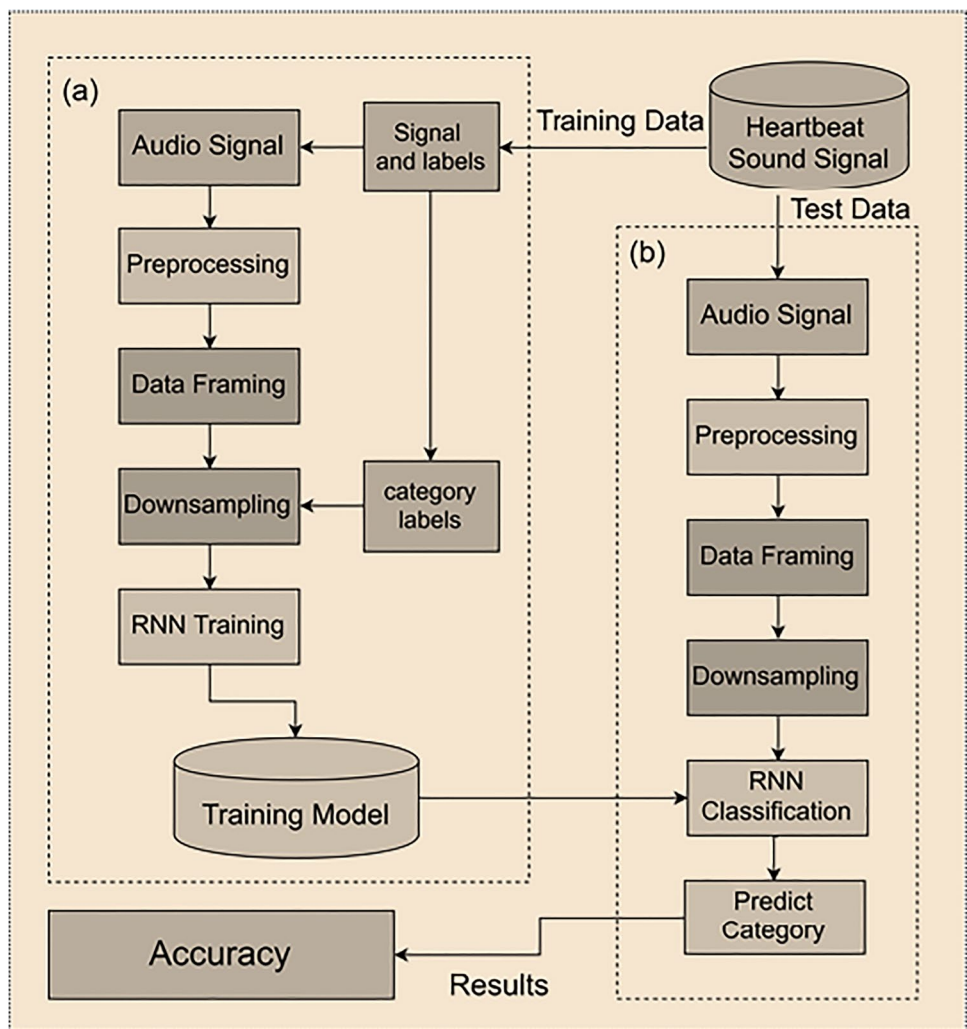 (a)
Audio Signal
Signal
and labels
Training Data
Heartbeat
Sound Signal
Test Data
Preprocessing
Data Framing
Downsampling
category
labels
RNN Training
Training Model
(b)
Audio Signal
Preprocessing
Data Framing
Downsampling
RNN
Classification
Predict
Category
Results
Accuracy